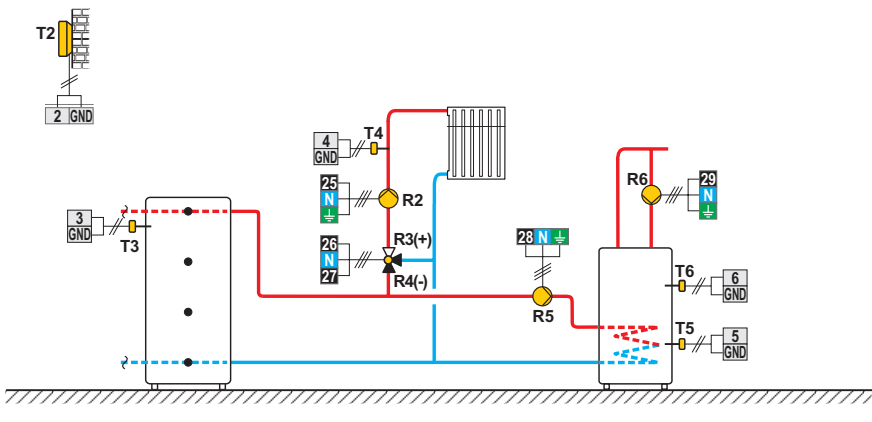 T2
2 GND
4
GND
T4
25
N
R2
26
N
27
R3(+)
R4(-)
3
GND
T3
28 N
R5
R6
29
N
T6
6
GND
T5
5
GND